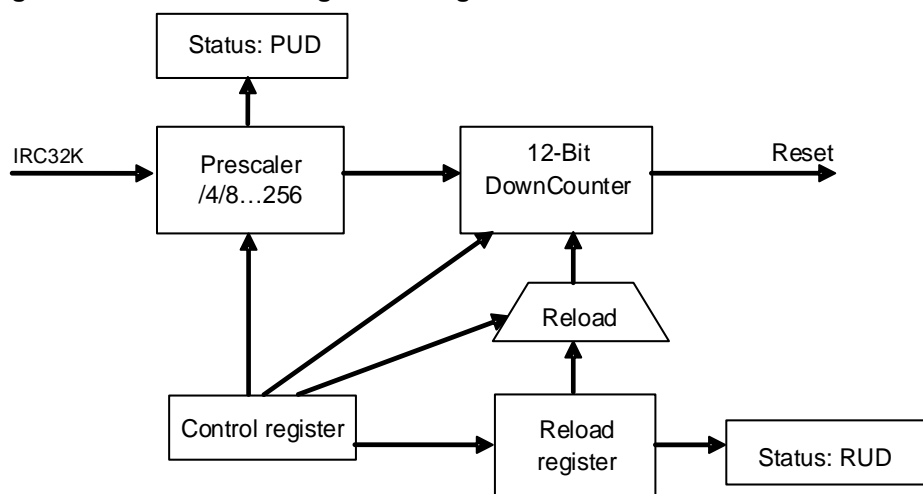 Status: PUD
IRC32K
Prescaler
/4/8…256
12-Bit
DownCounter
Reset
Reload
Control register
Reload
register
Status: RUD